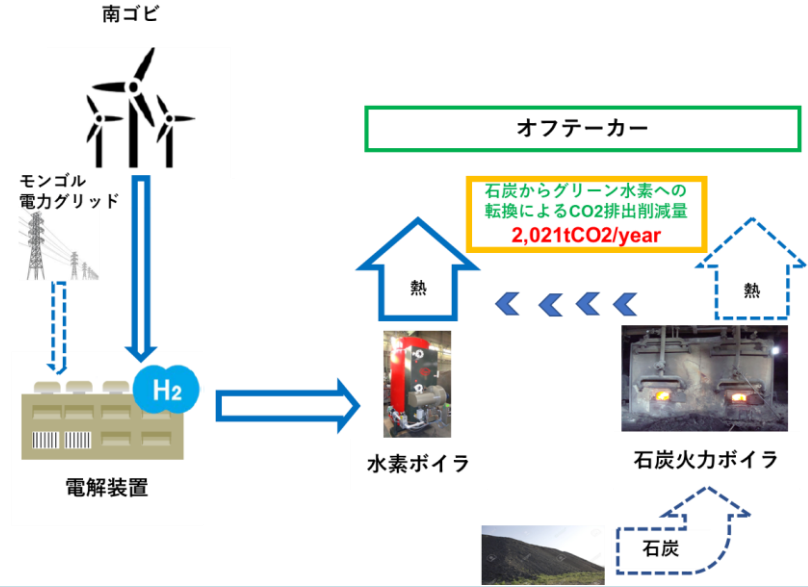 南ゴビ
オフテーカー
モンゴル
電力グリッド
石炭からグリーン水素への
転換によるCO2排出削減量
2,021tCO2/year
熱
熱
H2
電解装置
水素ボイラ
石炭火力ボイラ
石炭